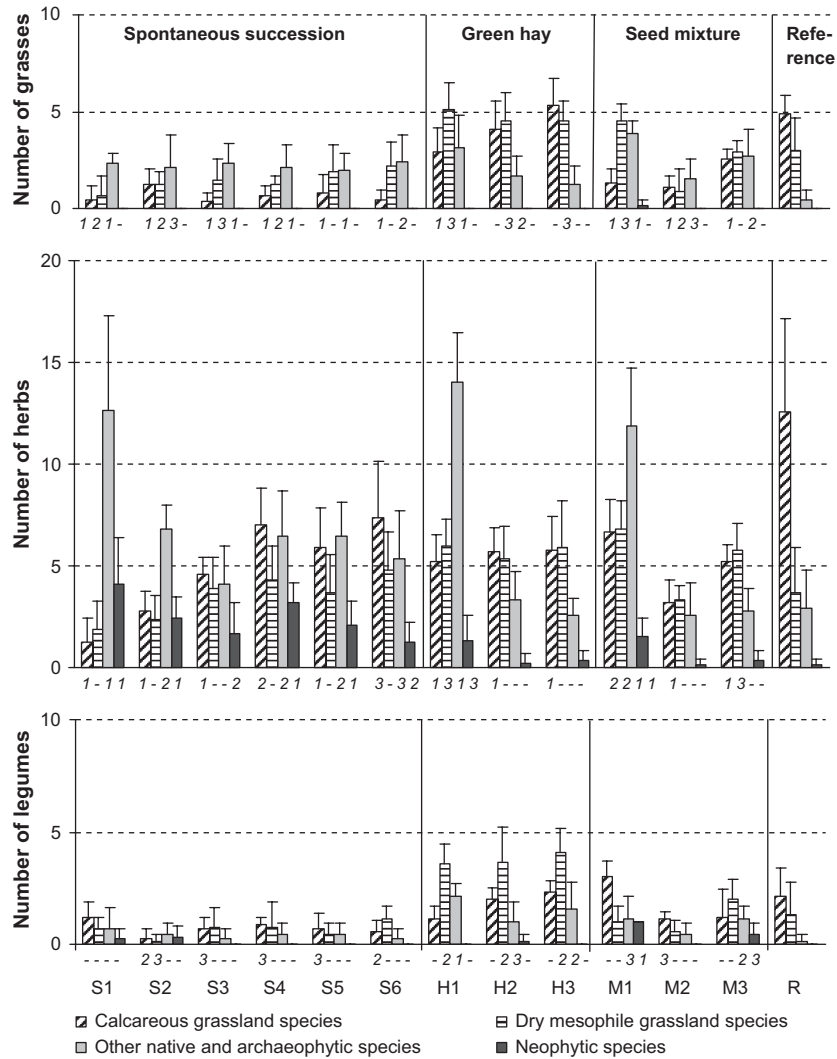 Spontaneous succession Green hay Seed mixture Refe-
rence
Number of grasses
10
5
0
1 2 1 - 1 2 3 - 1 3 1 - 1 2 1 - 1 - 1 - 1 - 2 - 1 3 1 - - 3 2 - - 3 - - 1 3 1 - 1 2 3 - 1 - 2 -
Number of herbs
20
15
10
5
0
1 - 1 1 1 - 2 1 1 - - 2 2 - 2 1 1 - 2 1 3 - 3 2 1 3 1 3 1 - - - 1 - - - 2 2 1 1 1 - - - 1 3 - -
Number of legumes
10
5
0
- - - - 2 3 - - 3 - - - 3 - - - 3 - - - 2 - - - - 2 1 - - 2 3 - - 2 2 - - - 3 1 3 - - - - - 2 3
S1 S2 S3 S4 S5 S6 H1 H2 H3 M1 M2 M3 R
Calcareous grassland species Dry mesophile grassland species
Other native and archaeophytic species Neophytic species